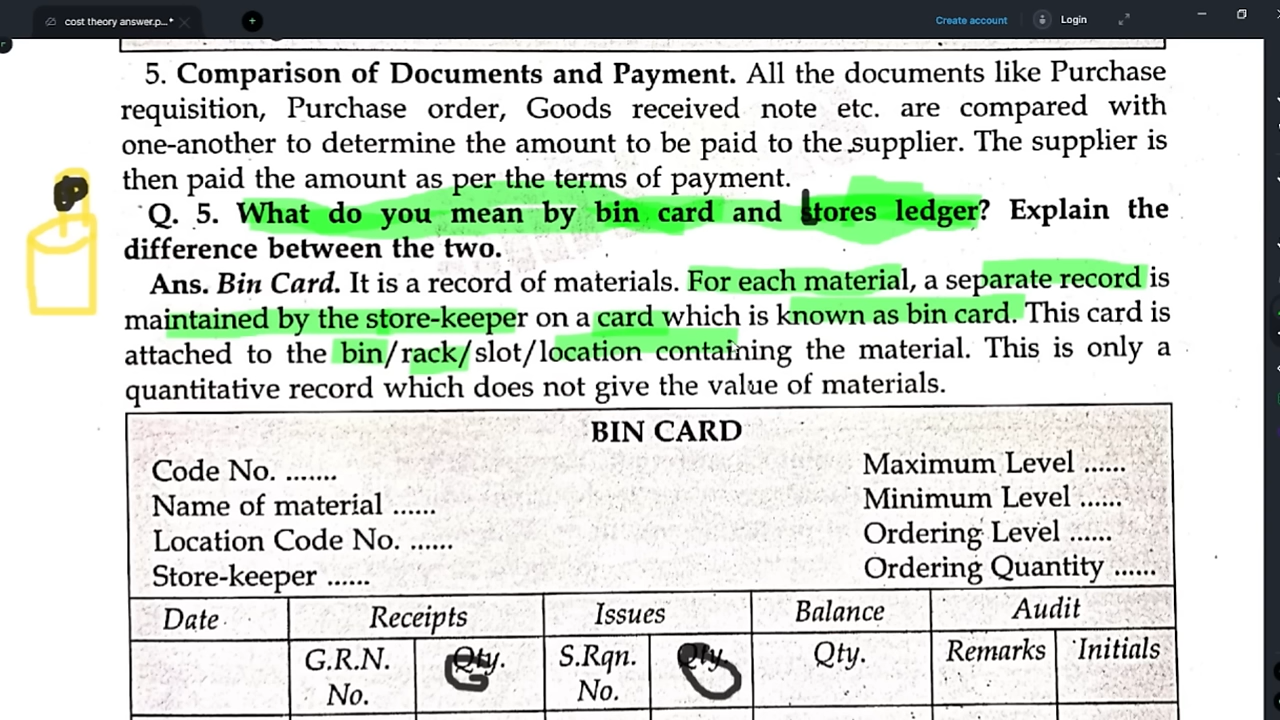 cost theory answer.p...*
Create account
Login
5. Comparison of Documents and Payment. All the documents like Purchase
requisition, Purchase order, Goods received note etc. are compared with
one-another to determine the amount to be paid to the supplier. The supplier is
then paid the amount as per the terms of payment.
Q. 5. What do you mean by bin card and stores ledger? Explain the
difference between the two.
Ans. Bin Card. It is a record of materials. For each material, a separate record is
maintained by the store-keeper on a card which is known as bin card. This card is
attached to the bin/rack/slot/location containing the material. This is only a
quantitative record which does not give the value of materials.
BIN CARD
Code No. .......
Maximum Level ......
Name of material ......
Minimum Level ......
Location Code No. ......
Ordering Level ......
Store-keeper ......
Ordering Quantity ......
Date Receipts Issues Balance Audit
G.R.N. Qty. S.Rqn. Qty. Qty. Remarks Initials
No. No.